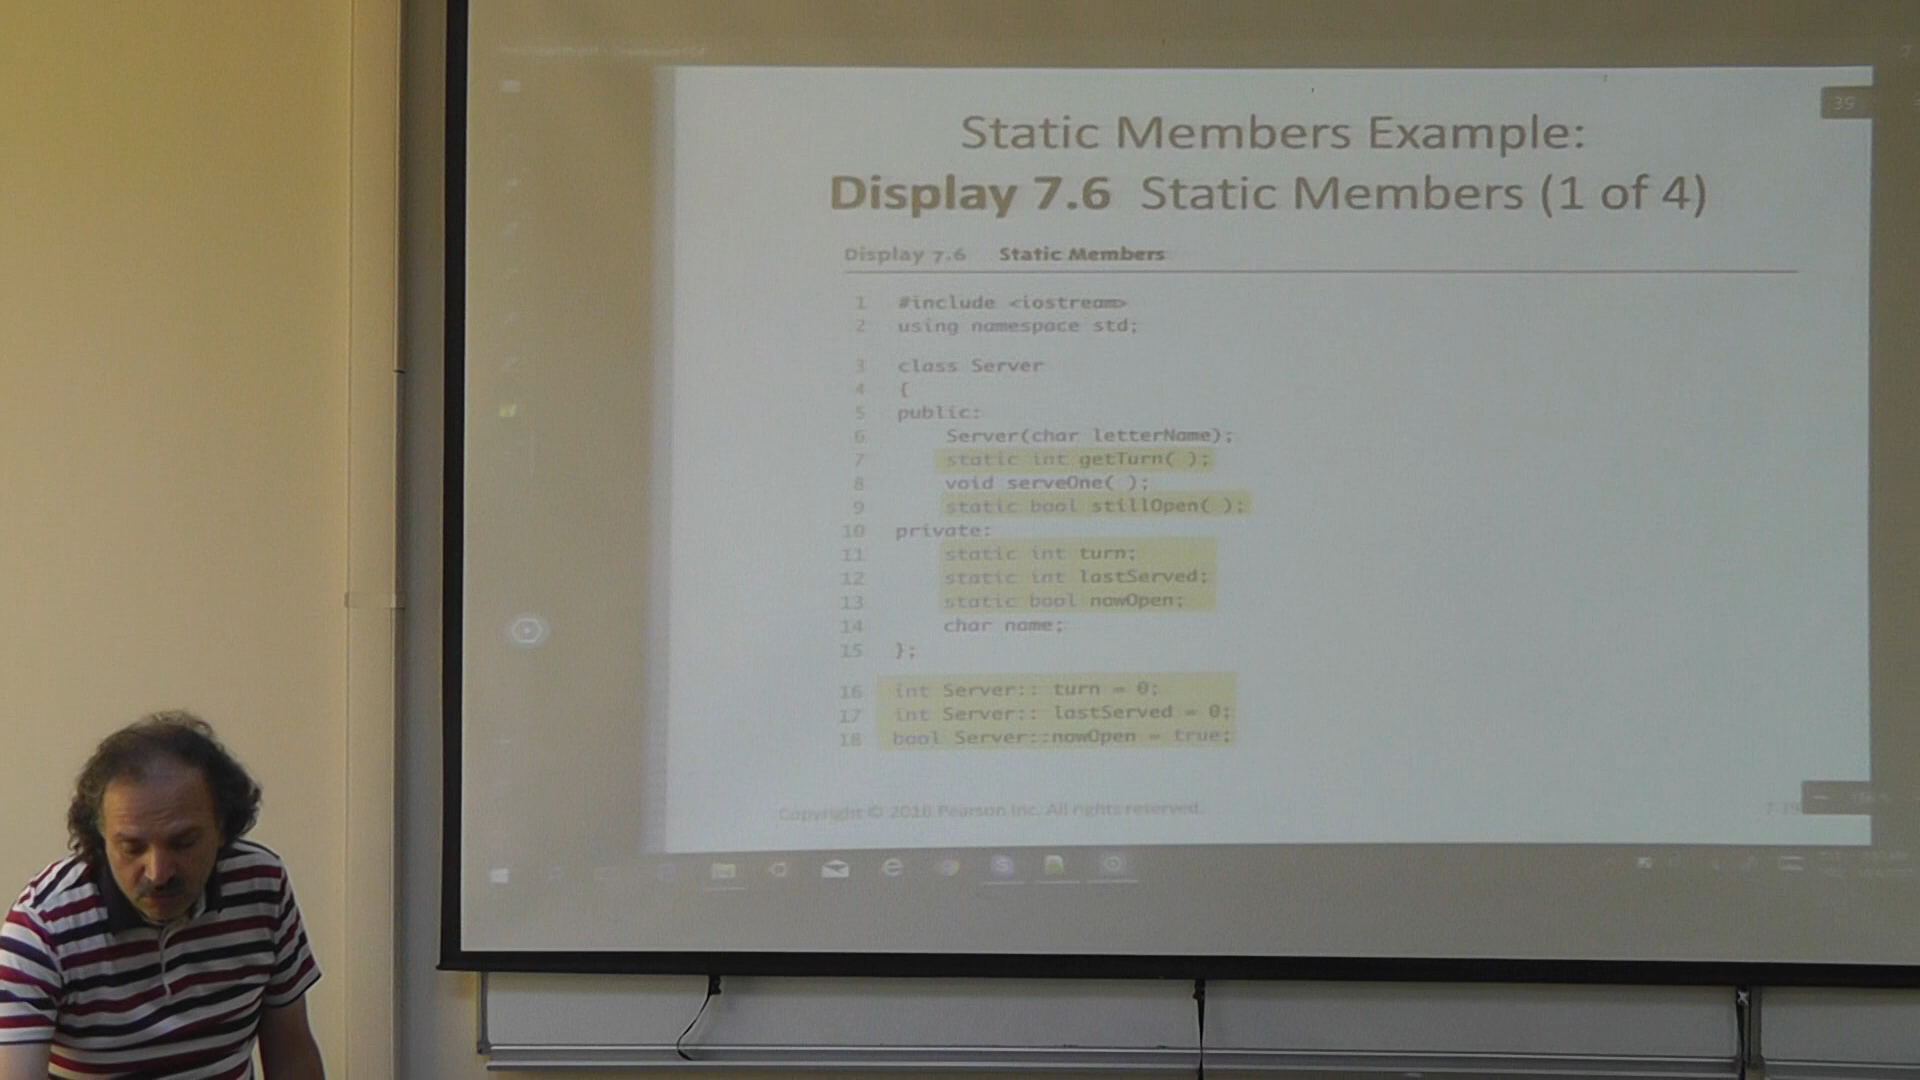 39
Static Members Example:
Display 7.6 Static Members (1 of 4)
Display 7.6 Static Members
1 #include <iostream>
2 using namespace std;
3 class Server
4 {
5 public:
6 Server(char letterName);
7 static int getTurn( );
8 void serveOne( );
9 static bool stillOpen( );
10 private:
11 static int turn;
12 static int lastServed;
13 static bool nowOpen;
14 char name;
15 };
16 int Server:: turn = 0;
17 int Server:: lastServed = 0;
18 bool Server::nowOpen = true;
Copyright © 2016 Pearson Inc. All rights reserved.